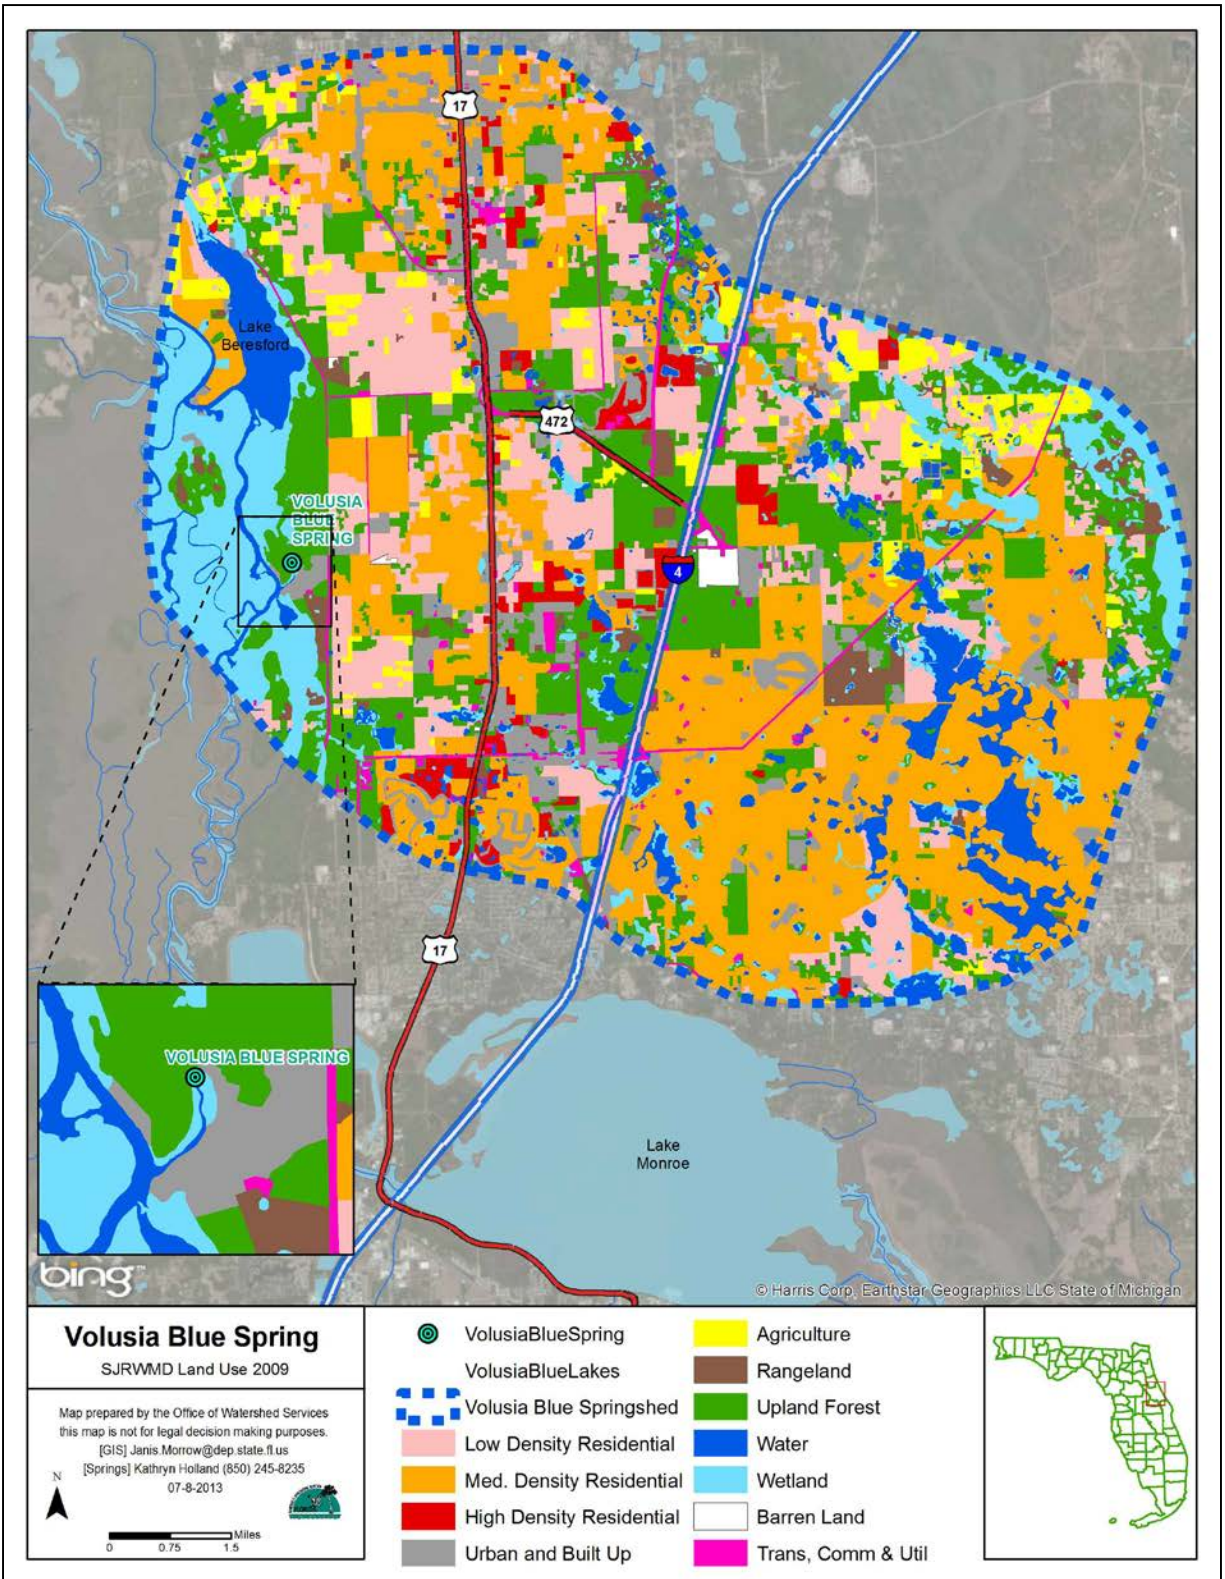 17
Lake
Beresford
472
VOLUSIA
BLUE
SPRING
4
17
VOLUSIA BLUE SPRING
Lake
Monroe
bing™
© Harris Corp, Earthstar Geographics LLC State of Michigan
Volusia Blue Spring
SJRWMD Land Use 2009
Map prepared by the Office of Watershed Services
this map is not for legal decision making purposes.
[GIS] Janis.Morrow@dep.state.fl.us
[Springs] Kathryn Holland (850) 245-8235
07-8-2013
N
Miles
0 0.75 1.5
VolusiaBlueSpring
VolusiaBlueLakes
Volusia Blue Springshed
Low Density Residential
Med. Density Residential
High Density Residential
Urban and Built Up
Agriculture
Rangeland
Upland Forest
Water
Wetland
Barren Land
Trans, Comm & Util